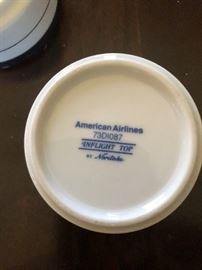 American Airlines
73DI087
INFLIGHT TOP
BY Noritake